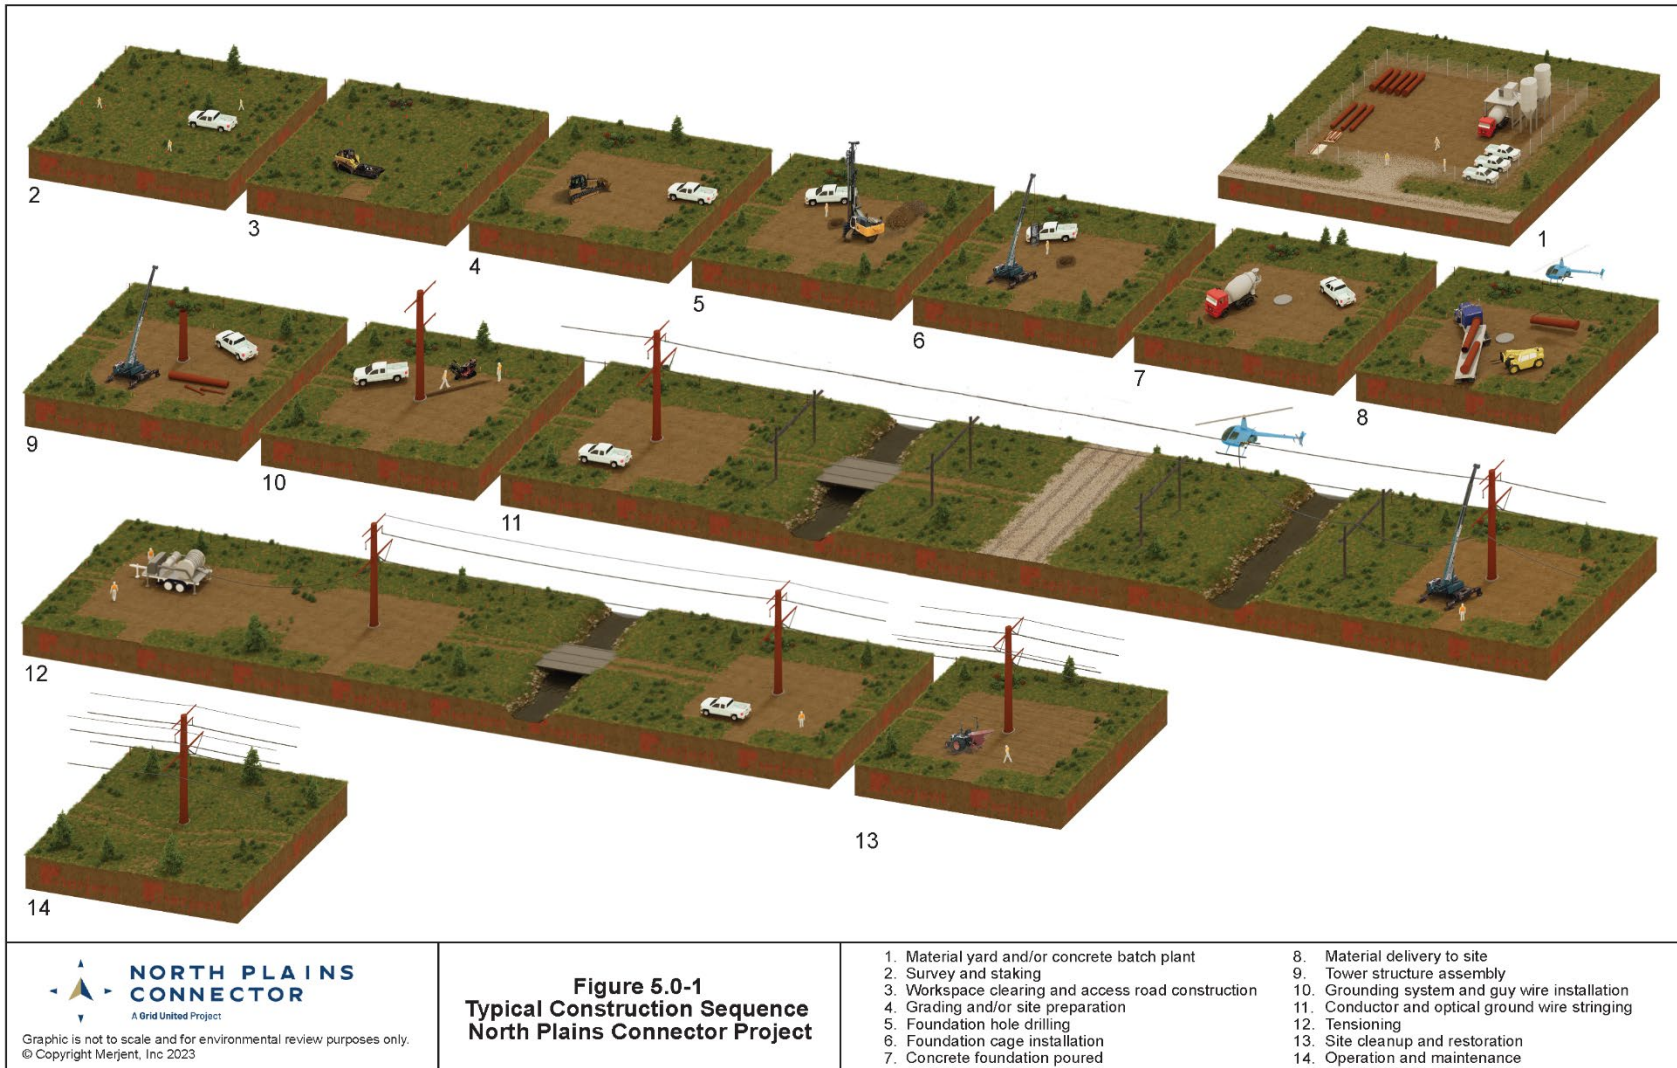 1
2
3
4
5
6
7
8
9
10
11
12
13
14
NORTH PLAINS
CONNECTOR
A Grid United Project
Graphic is not to scale and for environmental review purposes only.
© Copyright Merjent, Inc 2023
Figure 5.0-1
Typical Construction Sequence
North Plains Connector Project
1. Material yard and/or concrete batch plant
2. Survey and staking
3. Workspace clearing and access road construction
4. Grading and/or site preparation
5. Foundation hole drilling
6. Foundation cage installation
7. Concrete foundation poured
8. Material delivery to site
9. Tower structure assembly
10. Grounding system and guy wire installation
11. Conductor and optical ground wire stringing
12. Tensioning
13. Site cleanup and restoration
14. Operation and maintenance